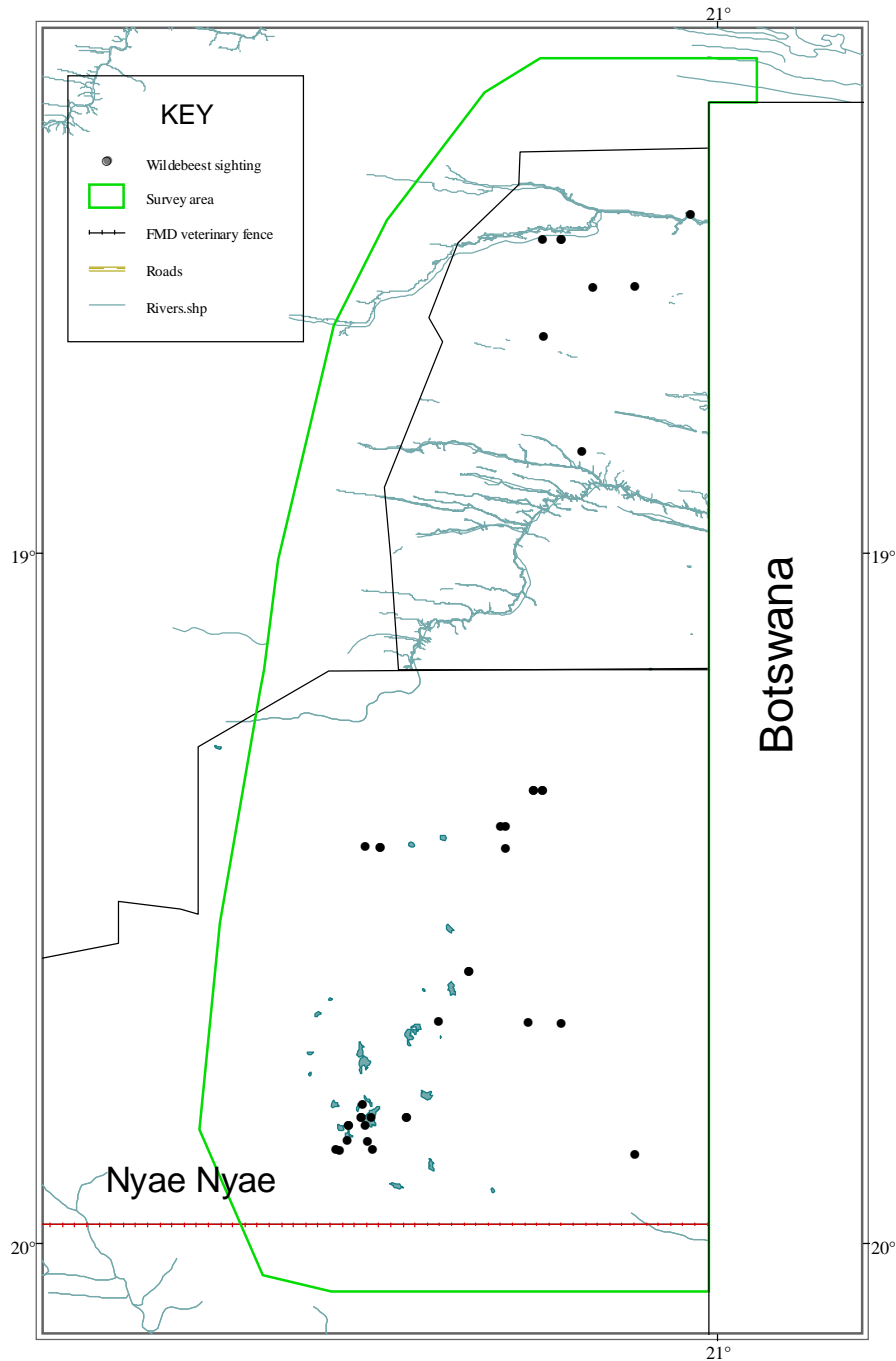 21°
KEY
Wildebeest sighting
Survey area
FMD veterinary fence
Roads
Rivers.shp
19°
19°
Botswana
Nyae Nyae
20°
20°
21°